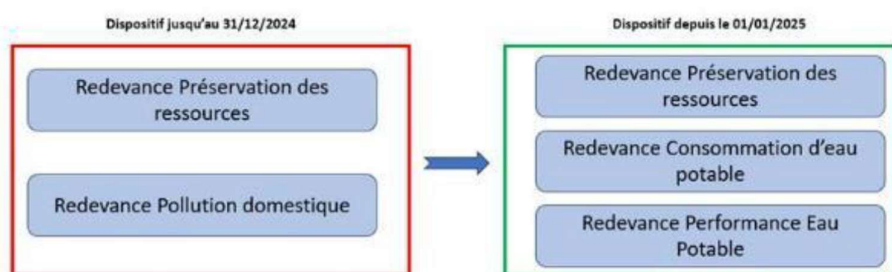 Dispositif jusqu'au 31/12/2024
Redevance Préservation des
ressources
Redevance Pollution domestique
Dispositif depuis le 01/01/2025
Redevance Préservation des
ressources
Redevance Consommation d'eau
potable
Redevance Performance Eau
Potable